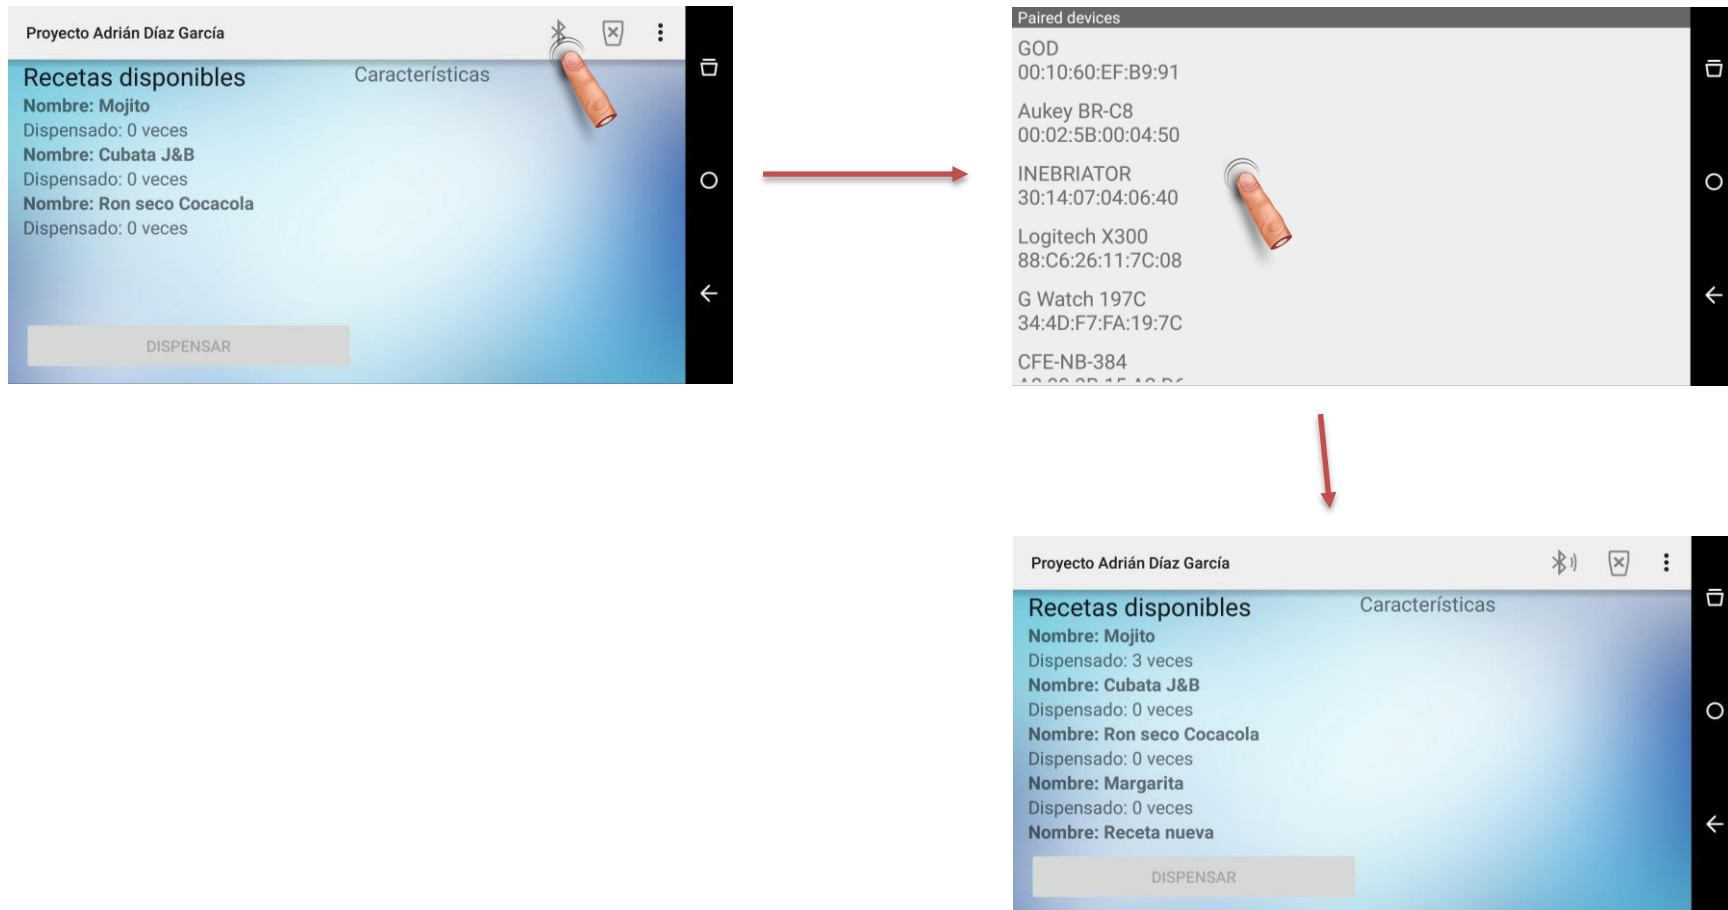 Proyecto Adrián Díaz García
Recetas disponibles
Características
Nombre: Mojito
Dispensado: 0 veces
Nombre: Cubata J&B
Dispensado: 0 veces
Nombre: Ron seco Cocacola
Dispensado: 0 veces
DISPENSAR
Paired devices
GOD
00:10:60:EF:B9:91
Aukey BR-C8
00:02:5B:00:04:50
INEBRIATOR
30:14:07:04:06:40
Logitech X300
88:C6:26:11:7C:08
G Watch 197C
34:4D:F7:FA:19:7C
CFE-NB-384
Proyecto Adrián Díaz García
Recetas disponibles
Características
Nombre: Mojito
Dispensado: 3 veces
Nombre: Cubata J&B
Dispensado: 0 veces
Nombre: Ron seco Cocacola
Dispensado: 0 veces
Nombre: Margarita
Dispensado: 0 veces
Nombre: Receta nueva
DISPENSAR